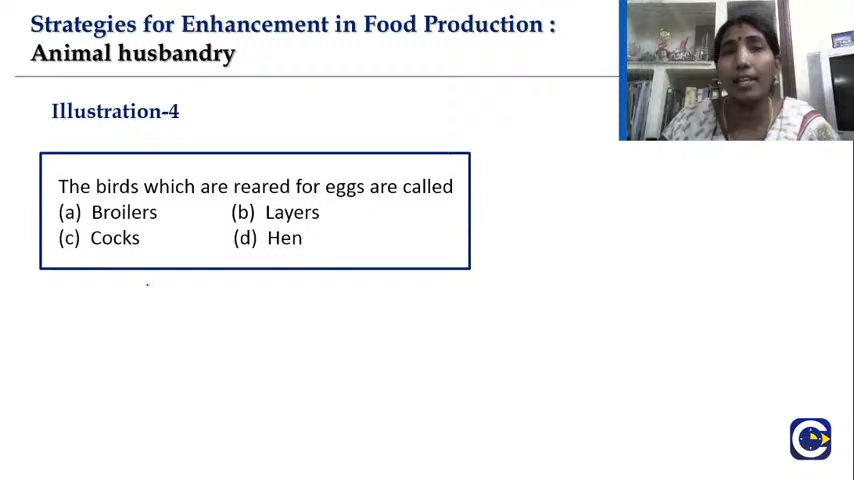 Strategies for Enhancement in Food Production :
Animal husbandry
Illustration-4
The birds which are reared for eggs are called
(a) Broilers (b) Layers
(c) Cocks (d) Hen